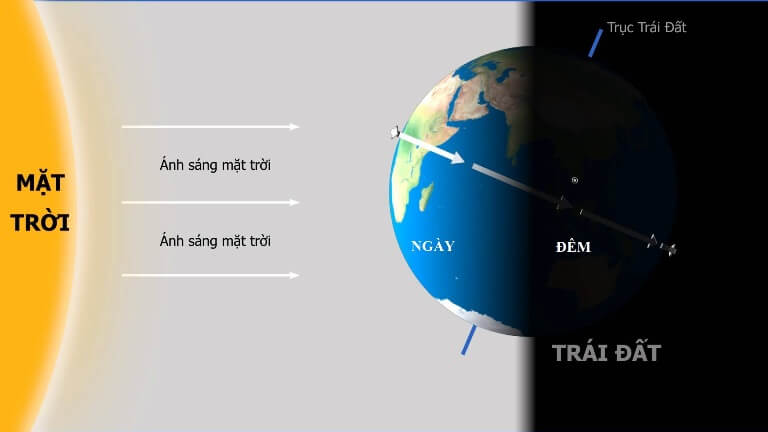 Trục Trái Đất
Ánh sáng mặt trời
MẶT
TRỜI
Ánh sáng mặt trời
NGÀY
ĐÊM
TRÁI ĐẤT